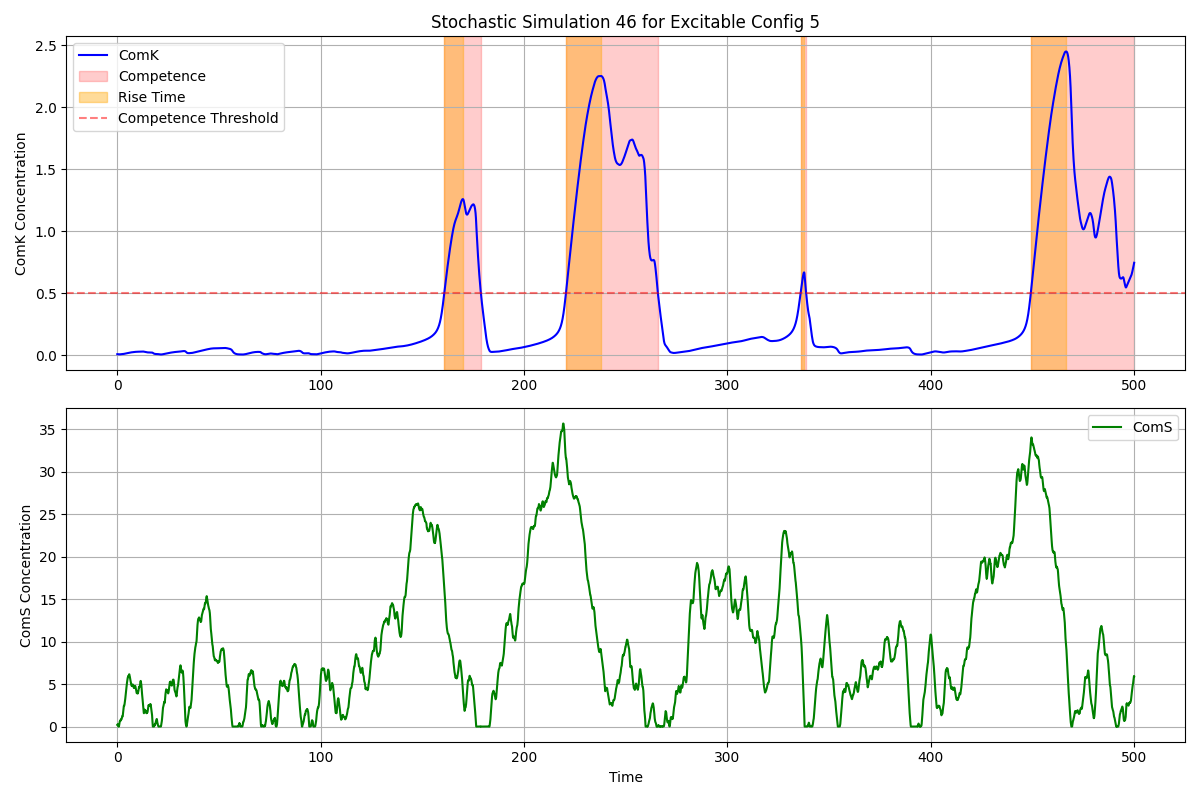 Stochastic Simulation 46 for Excitable Config 5
ComK Concentration
2.5
2.0
1.5
1.0
0.5
0.0
ComK
Competence
Rise Time
Competence Threshold
0 100 200 300 400 500
ComS Concentration
35
30
25
20
15
10
5
0
ComS
0 100 200 300 400 500
Time